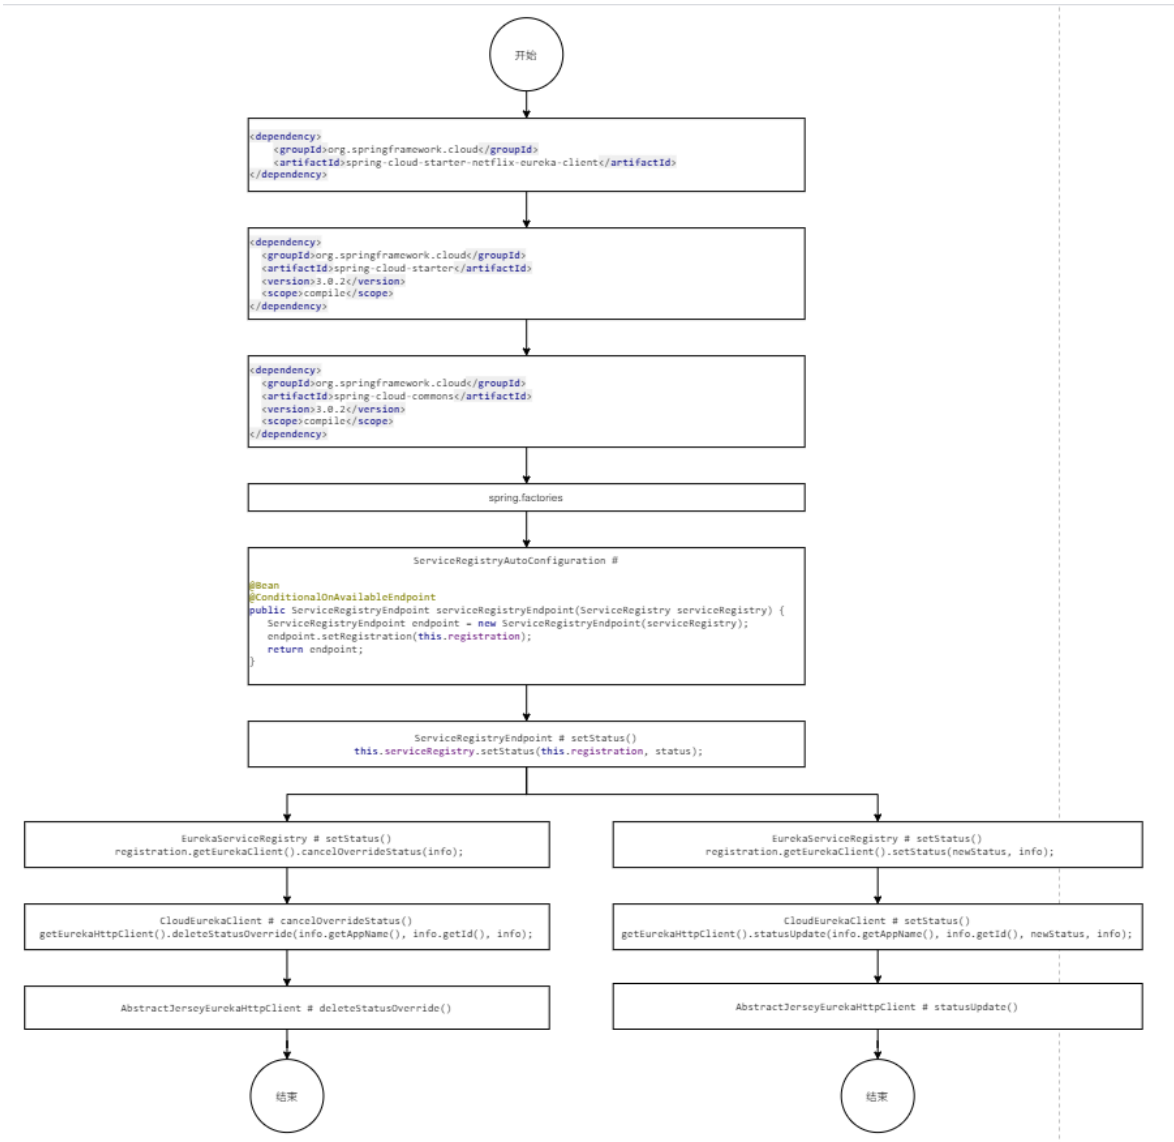 开始
<dependency>
<groupId>org.springframework.cloud</groupId>
<artifactId>spring-cloud-starter-netflix-eureka-client</artifactId>
</dependency>
<dependency>
<groupId>org.springframework.cloud</groupId>
<artifactId>spring-cloud-starter</artifactId>
<version>3.0.2</version>
<scope>compile</scope>
</dependency>
<dependency>
<groupId>org.springframework.cloud</groupId>
<artifactId>spring-cloud-commons</artifactId>
<version>3.0.2</version>
<scope>compile</scope>
</dependency>
spring.factories
ServiceRegistryAutoConfiguration #
@Bean
@ConditionalOnAvailableEndpoint
public ServiceRegistryEndpoint serviceRegistryEndpoint(ServiceRegistry serviceRegistry) {
ServiceRegistryEndpoint endpoint = new ServiceRegistryEndpoint(serviceRegistry);
endpoint.setRegistration(this.registration);
return endpoint;
}
ServiceRegistryEndpoint # setStatus()
this.serviceRegistry.setStatus(this.registration, status);
EurekaServiceRegistry # setStatus()
registration.getEurekaClient().cancelOverrideStatus(info);
CloudEurekaClient # cancelOverrideStatus()
getEurekaHttpClient().deleteStatusOverride(info.getAppName(), info.getId(), info);
AbstractJerseyEurekaHttpClient # deleteStatusOverride()
结束
EurekaServiceRegistry # setStatus()
registration.getEurekaClient().setStatus(newStatus, info);
CloudEurekaClient # setStatus()
getEurekaHttpClient().statusUpdate(info.getAppName(), info.getId(), newStatus, info);
AbstractJerseyEurekaHttpClient # statusUpdate()
结束